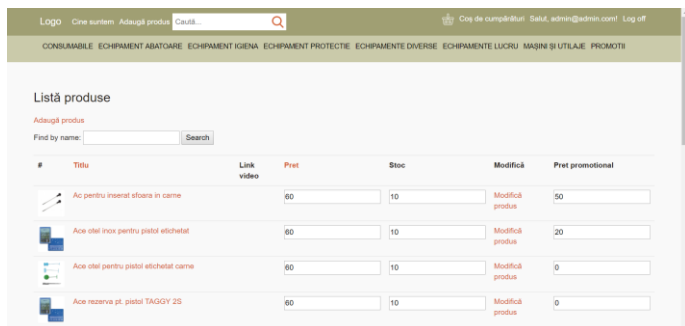 Logo Cine suntem Adaugă produs Caută... Coș de cumpărături Salut, admin@admin.com! Log off
CONSUMABILE ECHIPAMENT ABATOARE ECHIPAMENT IGIENA ECHIPAMENT PROTECTIE ECHIPAMENTE DIVERSE ECHIPAMENTE LUCRU MAȘINI ȘI UTILAJE PROMOTII
Listă produse
Adaugă produs
Find by name: Search
# Titlu Link video Pret Stoc Modifică Pret promotional
Ac pentru inserat sfoara in carne 60 10 Modifică produs 50
Ace otel inox pentru pistol etichetat 60 10 Modifică produs 20
Ace otel pentru pistol etichetat carne 60 10 Modifică produs 0
Ace rezerva pt. pistol TAGGY 2S 60 10 Modifică produs 0